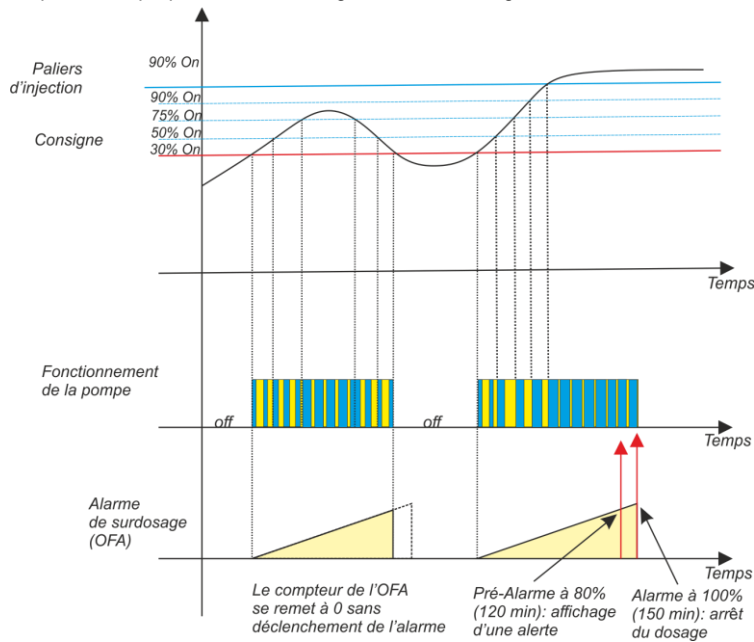 90% On
Paliers
d'injection
90% On
75% On
Consigne
50% On
30% On
Temps
Fonctionnement
de la pompe
off
off
Temps
Alarme
de surdosage
(OFA)
Temps
Le compteur de l'OFA
se remet à 0 sans
déclenchement de l'alarme
Pré-Alarme à 80%
(120 min): affichage
d'une alerte
Alarme à 100%
(150 min): arrêt
du dosage